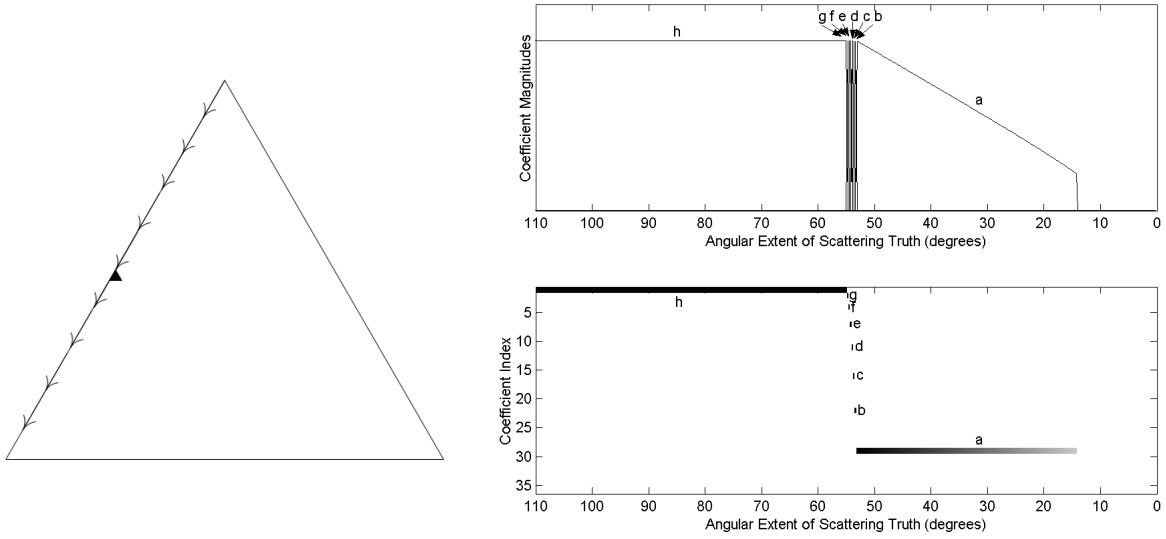 g f e d c b
h
a
Coefficient Magnitudes
110 100 90 80 70 60 50 40 30 20 10 0
Angular Extent of Scattering Truth (degrees)
g
h
f
5
e
10
d
15
c
20
b
25
a
30
35
Coefficient Index
110 100 90 80 70 60 50 40 30 20 10 0
Angular Extent of Scattering Truth (degrees)